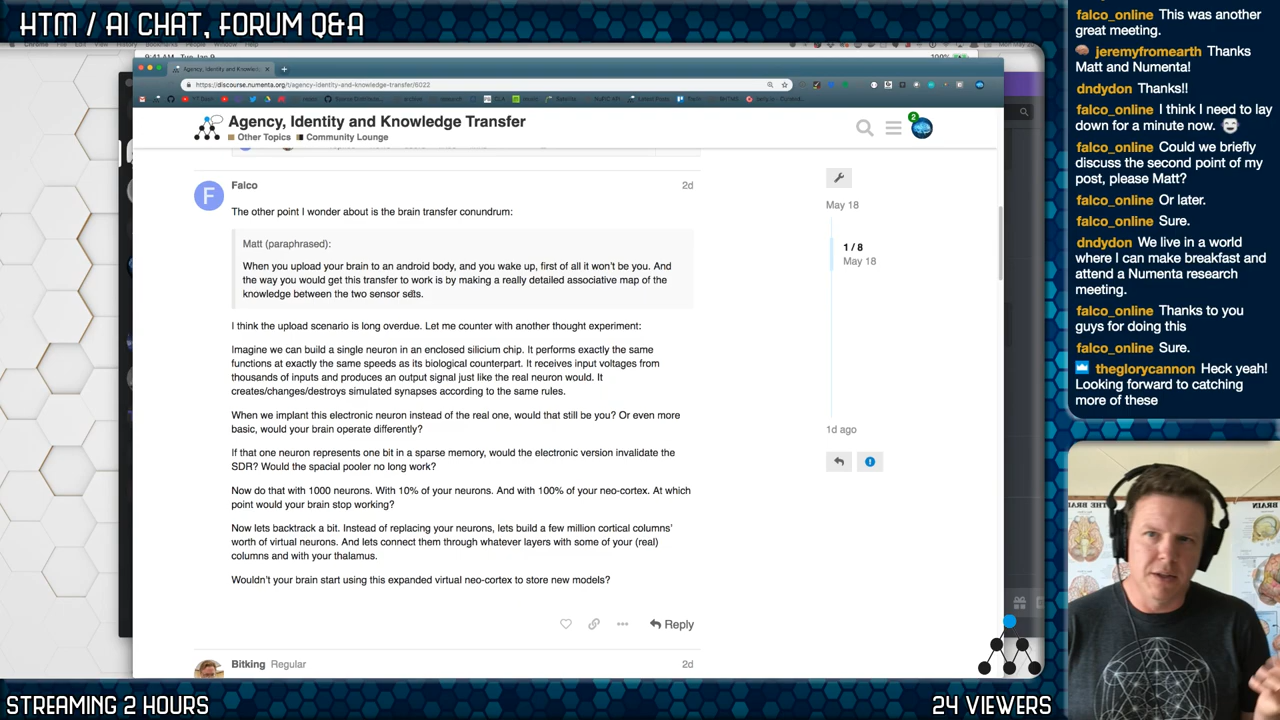 HTM / AI CHAT, FORUM Q&A
Agency, Identity and Knowled
https://discourse.numenta.org/t/agency-identity-and-knowledge-transfer/6022
Agency, Identity and Knowledge Transfer
Other Topics Community Lounge
2
F
Falco
2d
The other point I wonder about is the brain transfer conundrum:
Matt (paraphrased):
When you upload your brain to an android body, and you wake up, first of all it won't be you. And
the way you would get this transfer to work is by making a really detailed associative map of the
knowledge between the two sensor sets.
I think the upload scenario is long overdue. Let me counter with another thought experiment:
Imagine we can build a single neuron in an enclosed silicium chip. It performs exactly the same
functions at exactly the same speeds as its biological counterpart. It receives input voltages from
thousands of inputs and produces an output signal just like the real neuron would. It
creates/changes/destroys simulated synapses according to the same rules.
When we implant this electronic neuron instead of the real one, would that still be you? Or even more
basic, would your brain operate differently?
If that one neuron represents one bit in a sparse memory, would the electronic version invalidate the
SDR? Would the spacial pooler no long work?
Now do that with 1000 neurons. With 10% of your neurons. And with 100% of your neo-cortex. At which
point would your brain stop working?
Now lets backtrack a bit. Instead of replacing your neurons, lets build a few million cortical columns'
worth of virtual neurons. And lets connect them through whatever layers with some of your (real)
columns and with your thalamus.
Wouldn't your brain start using this expanded virtual neo-cortex to store new models?
Reply
Bitking Regular
2d
May 18
1 / 8
May 18
1d ago
falco_online This was another
great meeting.
jeremyfromearth Thanks
Matt and Numenta!
dndydon Thanks!!
falco_online I think I need to lay
down for a minute now.
falco_online Could we briefly
discuss the second point of my
post, please Matt?
falco_online Or later.
falco_online Sure.
dndydon We live in a world
where I can make breakfast and
attend a Numenta research
meeting.
falco_online Thanks to you
guys for doing this
falco_online Sure.
theglorycannon Heck yeah!
Looking forward to catching
more of these
STREAMING 2 HOURS
24 VIEWERS